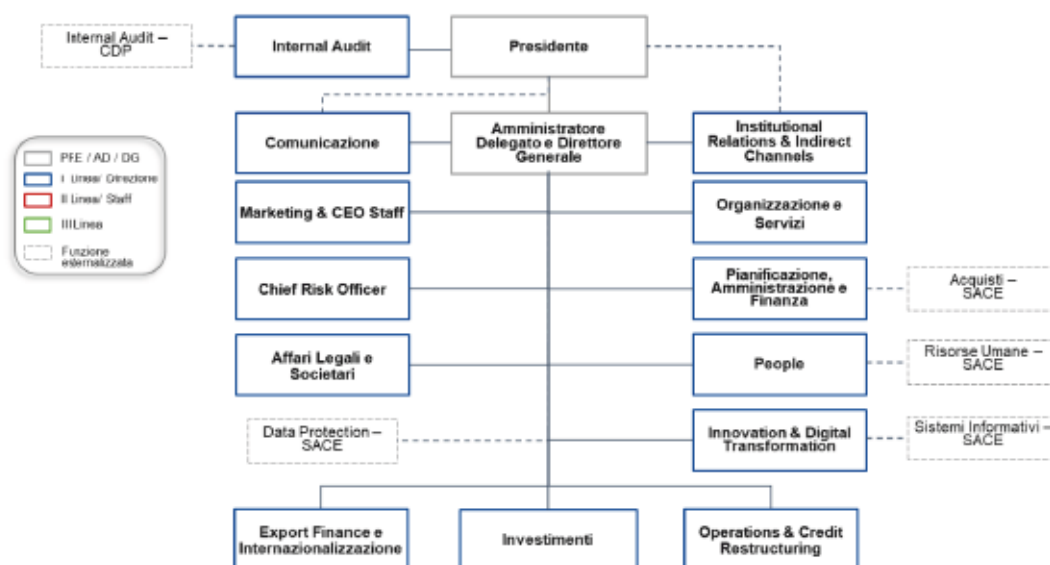 Internal Audit –
CDP
Internal Audit
Presidente
Comunicazione
Amministratore
Delegato e Direttore
Generale
Institutional
Relations & Indirect
Channels
PFE / AD / DG
I Linea/ Direzione
II Linea/ Staff
III Linea
Funzione
esternalizzata
Marketing & CEO Staff
Organizzazione e
Servizi
Chief Risk Officer
Pianificazione,
Amministrazione e
Finanza
Acquisti –
SACE
Affari Legali e
Societari
People
Risorse Umane –
SACE
Data Protection –
SACE
Innovation & Digital
Transformation
Sistemi Informativi –
SACE
Export Finance e
Internazionalizzazione
Investimenti
Operations & Credit
Restructuring